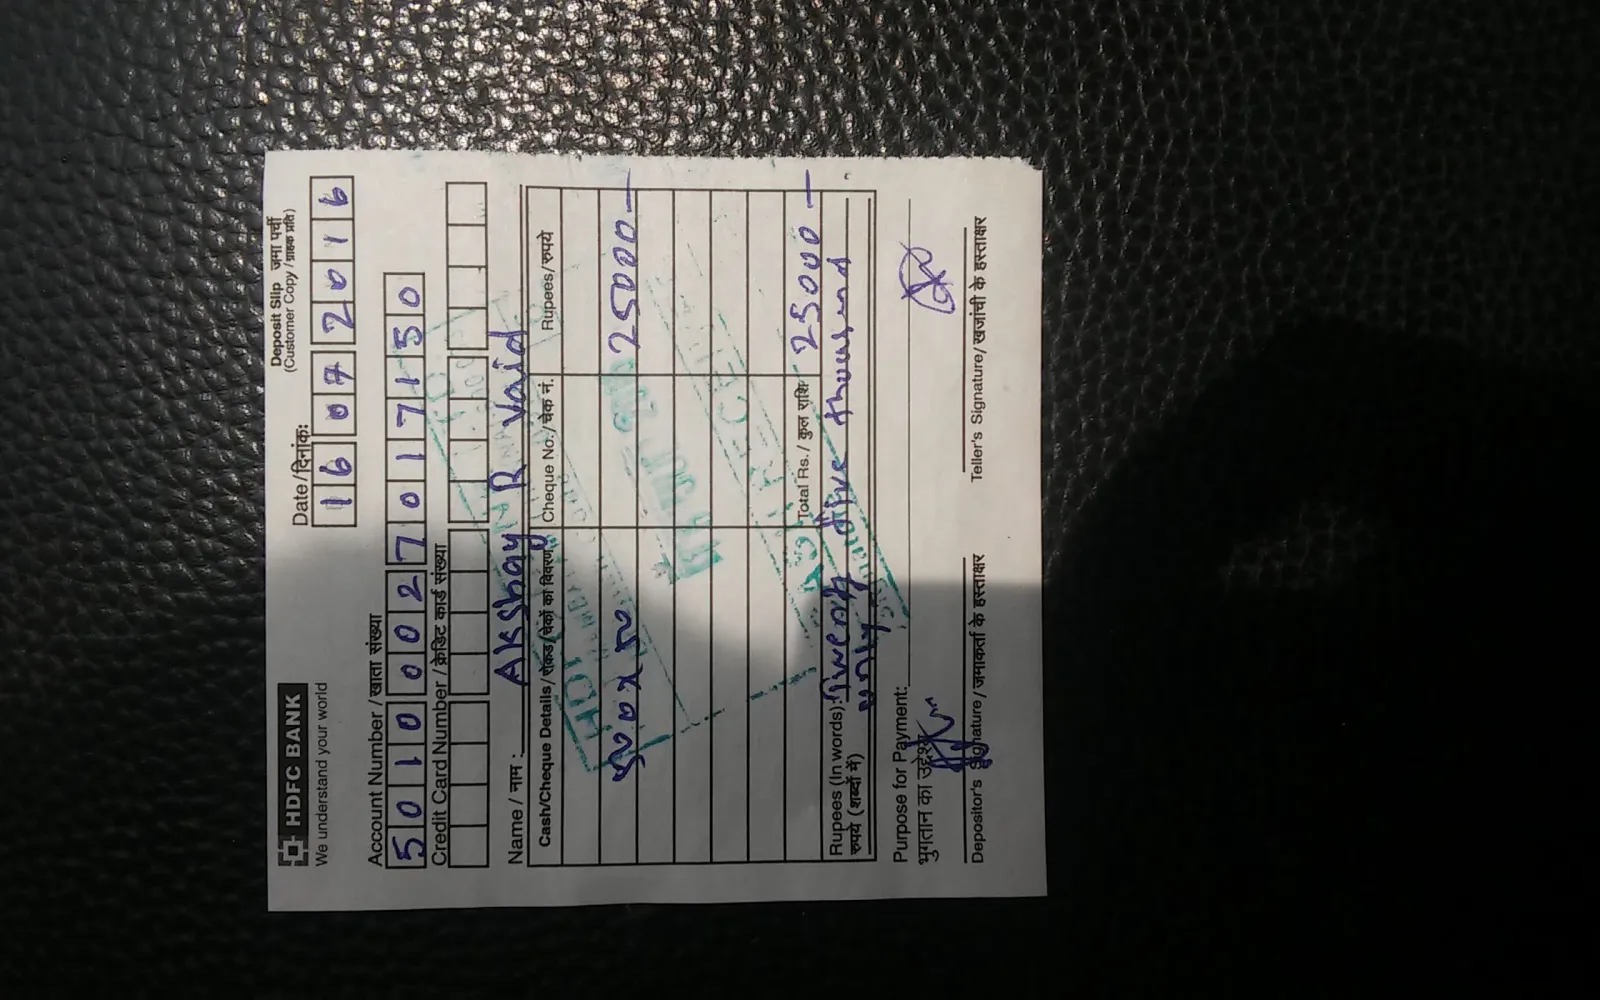 HDFC BANK
We understand your world
Deposit Slip जमा पर्ची
(Customer Copy / ग्राहक प्रति)
Date / दिनांक:
16 07 2016
Account Number / खाता संख्या
50100027017150
Credit Card Number / क्रेडिट कार्ड संख्या
Name / नाम : Akshay R Vaid
Cash/Cheque Details / रोकड/चेकों का विवरण Cheque No. / चेक नं. Rupees / रुपये
500 x 50 25000 —
Total Rs. / कुल राशि 25000 —
Rupees (In words): Twenty five thousand
रुपये (शब्दों में) only
Purpose for Payment:
भुगतान का उद्देश्य
Depositor's Signature / जमाकर्ता के हस्ताक्षर Teller's Signature / खजांची के हस्ताक्षर